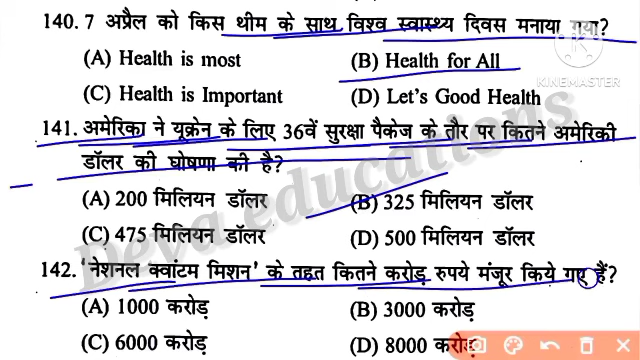 140. 7 अप्रैल को किस थीम के साथ विश्व स्वास्थ्य दिवस मनाया गया?
(A) Health is most (B) Health for All
(C) Health is Important (D) Let's Good Health
KINEMASTER
141. अमेरिका ने यूक्रेन के लिए 36वें सुरक्षा पैकेज के तौर पर कितने अमेरिकी
डॉलर की घोषणा की है?
(A) 200 मिलियन डॉलर (B) 325 मिलियन डॉलर
(C) 475 मिलियन डॉलर (D) 500 मिलियन डॉलर
Deva educations
142. 'नेशनल क्वांटम मिशन' के तहत कितने करोड़ रुपये मंजूर किये गए हैं?
(A) 1000 करोड़ (B) 3000 करोड़
(C) 6000 करोड़ (D) 8000 करोड़